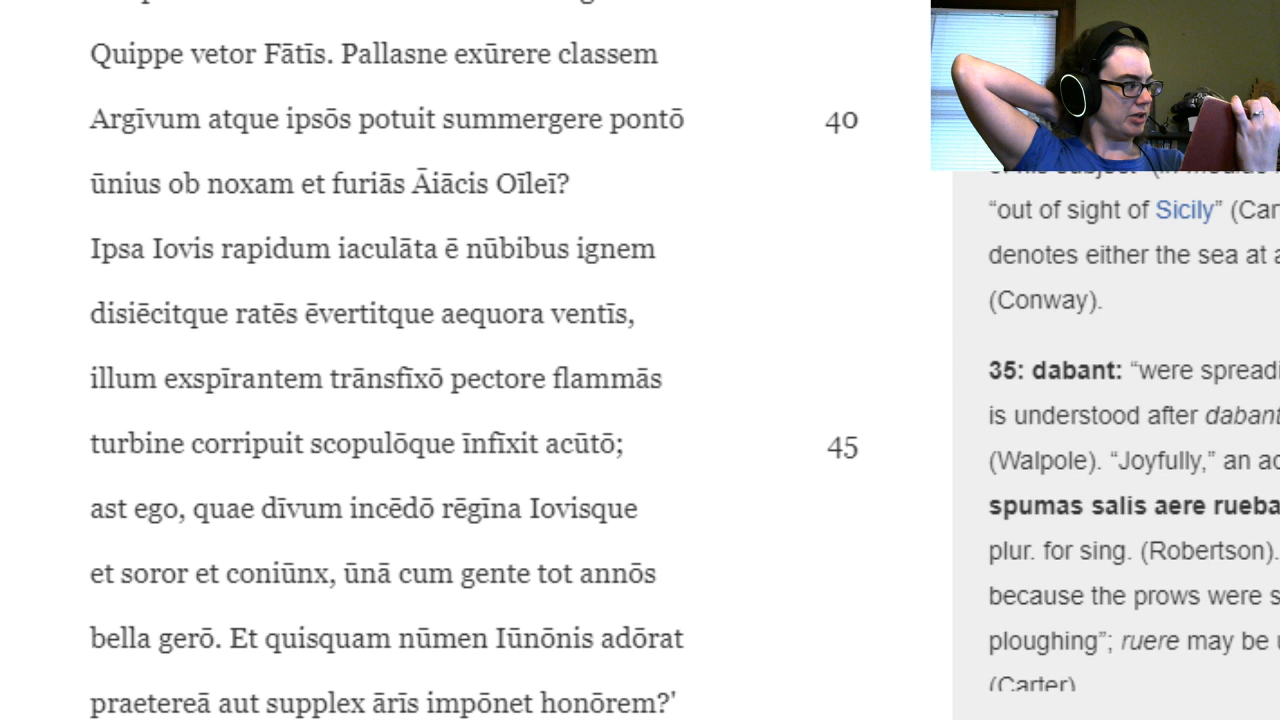 Quippe vetor Fātīs. Pallasne exūrere classem
Argīvum atque ipsōs potuit summergere pontō 40
ūnius ob noxam et furiās Āiācis Oīleī?
Ipsa Iovis rapidum iaculāta ē nūbibus ignem
disiēcitque ratēs ēvertitque aequora ventīs,
illum exspīrantem trānsfīxō pectore flammās
turbine corripuit scopulōque īnfīxit acūtō; 45
ast ego, quae dīvum incēdō rēgīna Iovisque
et soror et coniūnx, ūnā cum gente tot annōs
bella gerō. Et quisquam nūmen Iūnōnis adōrat
praetereā aut supplex ārīs impōnet honōrem?'
“out of sight of Sicily” (Car
denotes either the sea at a
(Conway).
35: dabant: “were spreadi
is understood after dabant
(Walpole). “Joyfully,” an ad
spumas salis aere rueba
plur. for sing. (Robertson).
because the prows were s
ploughing”; ruere may be u
(Carter)